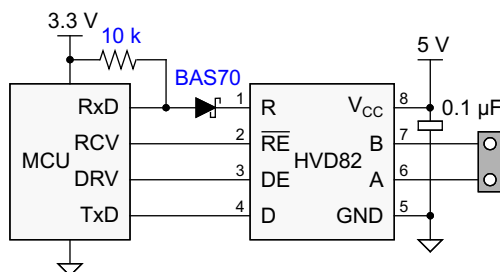 3.3 V
10 k
BAS70
5 V
MCU
RxD
RCV
DRV
TxD
1
2
3
4
R
RE
DE
D
HVD82
VCC
B
A
GND
8
7
6
5
0.1 µF